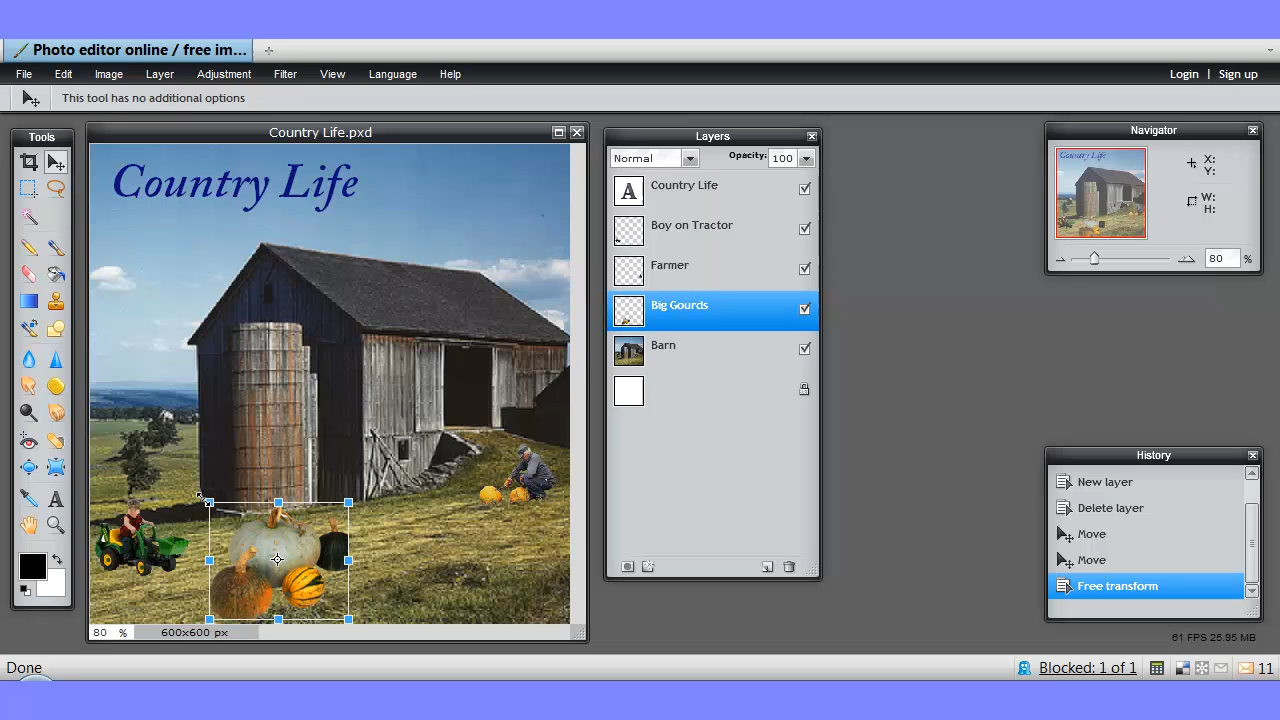 Photo editor online / free im...
File Edit Image Layer Adjustment Filter View Language Help Login | Sign up
This tool has no additional options
Tools
Country Life.pxd
Country Life
80 % 600x600 px
Layers
Normal Opacity: 100
A Country Life
Boy on Tractor
Farmer
Big Gourds
Barn
Navigator
Country Life
X:
Y:
W:
H:
80 %
History
New layer
Delete layer
Move
Move
Free transform
61 FPS 25.95 MB
Done Blocked: 1 of 1 11